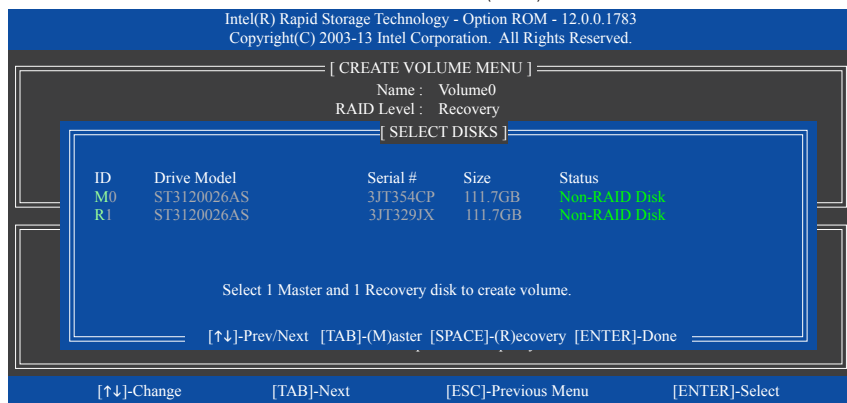 Intel(R) Rapid Storage Technology - Option ROM - 12.0.0.1783
Copyright(C) 2003-13 Intel Corporation. All Rights Reserved.
[ CREATE VOLUME MENU ]
Name : Volume0
RAID Level : Recovery
[ SELECT DISKS ]
ID Drive Model Serial # Size Status
M0 ST3120026AS 3JT354CP 111.7GB Non-RAID Disk
R1 ST3120026AS 3JT329JX 111.7GB Non-RAID Disk
Select 1 Master and 1 Recovery disk to create volume.
[↑↓]-Prev/Next [TAB]-(M)aster [SPACE]-(R)ecovery [ENTER]-Done
[↑↓]-Change [TAB]-Next [ESC]-Previous Menu [ENTER]-Select